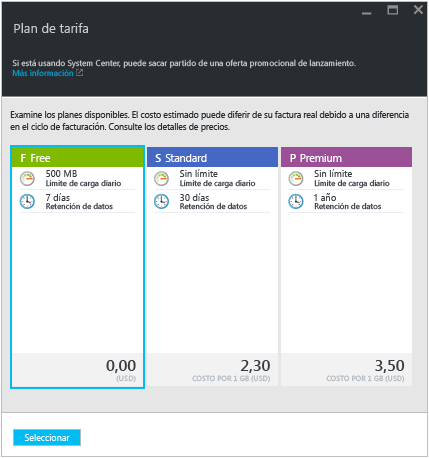 Plan de tarifa
Si está usando System Center, puede sacar partido de una oferta promocional de lanzamiento.
Más información
Examine los planes disponibles. El costo estimado puede diferir de su factura real debido a una diferencia
en el ciclo de facturación. Consulte los detalles de precios.
F Free
500 MB
Límite de carga diario
7 días
Retención de datos
0,00
(USD)
S Standard
Sin límite
Límite de carga diario
30 días
Retención de datos
2,30
COSTO POR 1 GB (USD)
P Premium
Sin límite
Límite de carga diario
1 año
Retención de datos
3,50
COSTO POR 1 GB (USD)
Seleccionar